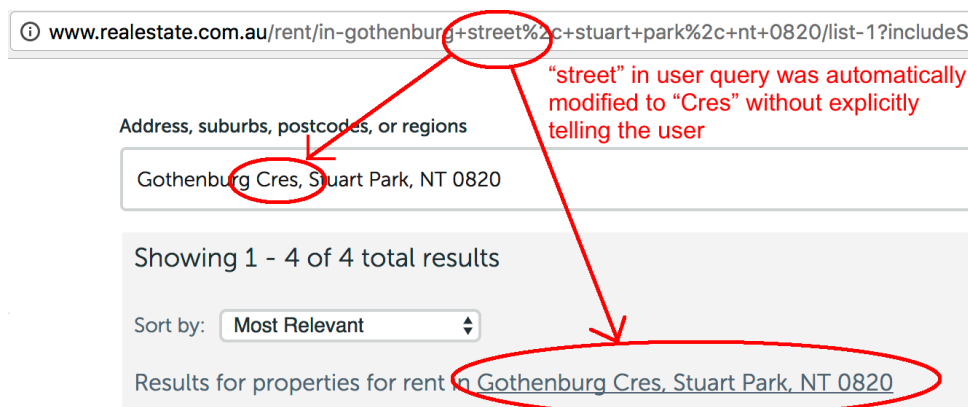 www.realestate.com.au/rent/in-gothenburg+street%2c+stuart+park%2c+nt+0820/list-1?includeS
“street” in user query was automatically
modified to “Cres” without explicitly
telling the user
Address, suburbs, postcodes, or regions
Gothenburg Cres, Stuart Park, NT 0820
Showing 1 - 4 of 4 total results
Sort by: Most Relevant
Results for properties for rent in Gothenburg Cres, Stuart Park, NT 0820